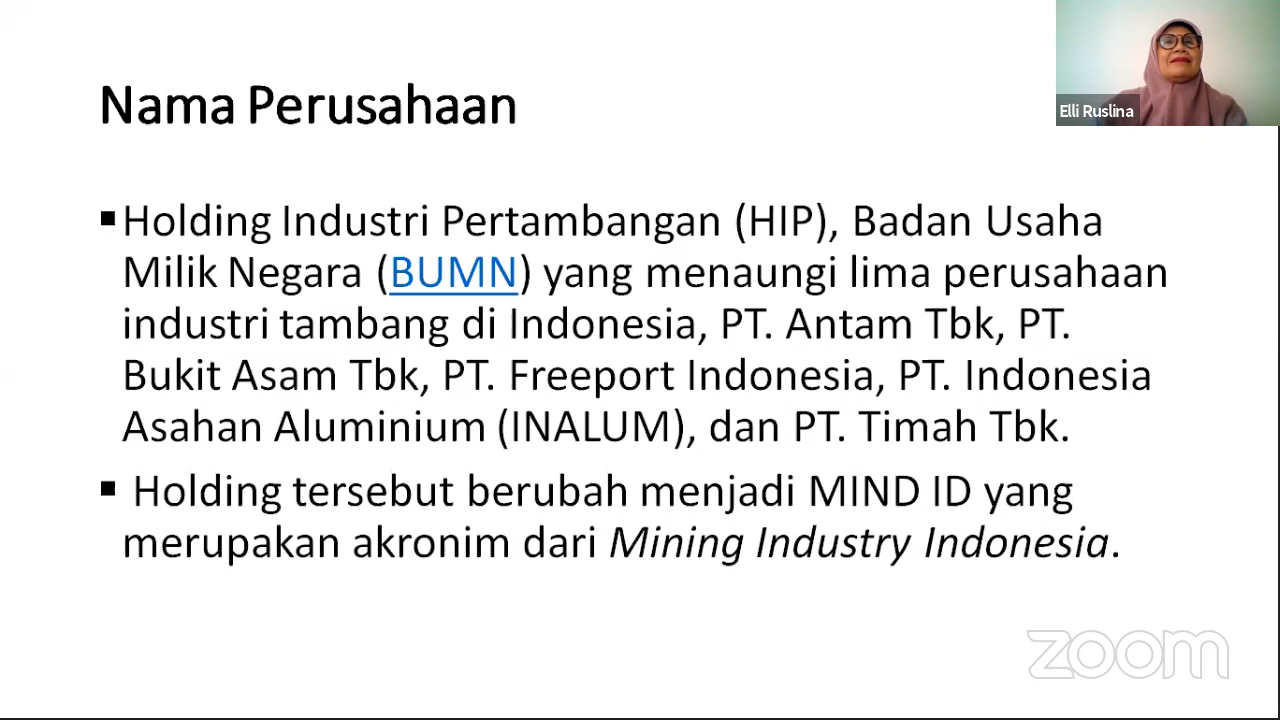 Nama Perusahaan
Elli Ruslina
▪Holding Industri Pertambangan (HIP), Badan Usaha
Milik Negara (BUMN) yang menaungi lima perusahaan
industri tambang di Indonesia, PT. Antam Tbk, PT.
Bukit Asam Tbk, PT. Freeport Indonesia, PT. Indonesia
Asahan Aluminium (INALUM), dan PT. Timah Tbk.
▪ Holding tersebut berubah menjadi MIND ID yang
merupakan akronim dari Mining Industry Indonesia.
zoom